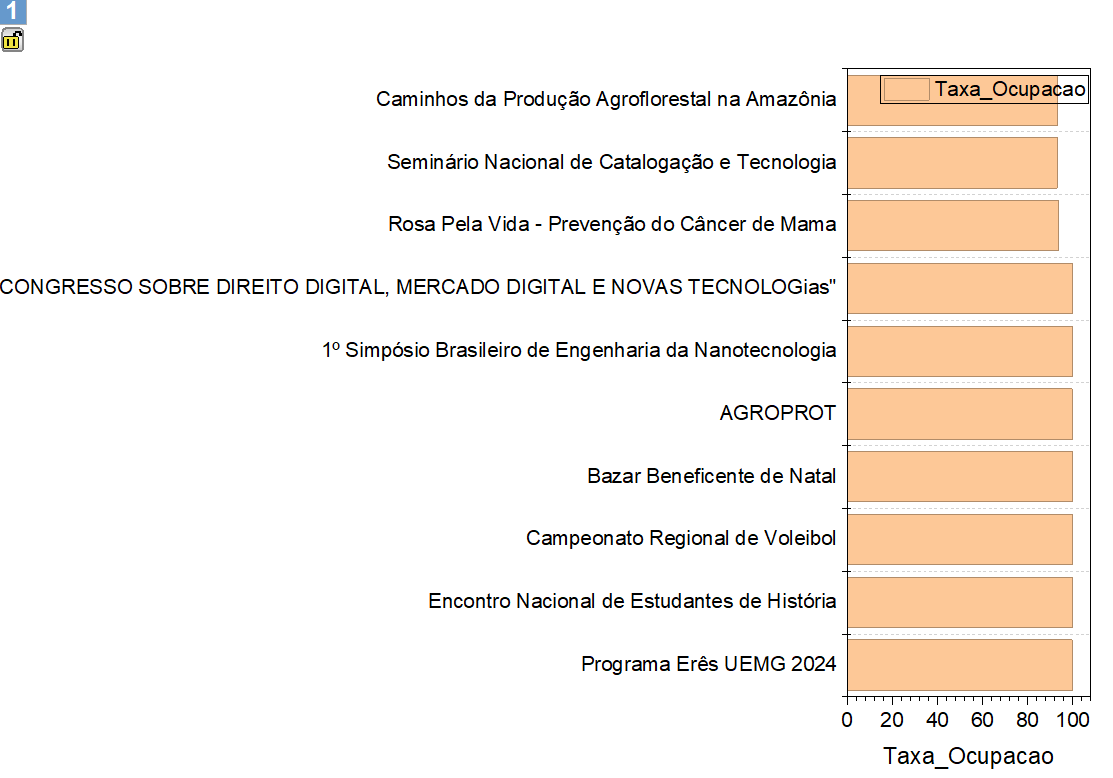 1
Taxa_Ocupacao
Caminhos da Produção Agroflorestal na Amazônia
Seminário Nacional de Catalogação e Tecnologia
Rosa Pela Vida - Prevenção do Câncer de Mama
CONGRESSO SOBRE DIREITO DIGITAL, MERCADO DIGITAL E NOVAS TECNOLOGias"
1º Simpósio Brasileiro de Engenharia da Nanotecnologia
AGROPROT
Bazar Beneficente de Natal
Campeonato Regional de Voleibol
Encontro Nacional de Estudantes de História
Programa Erês UEMG 2024
0 20 40 60 80 100
Taxa_Ocupacao